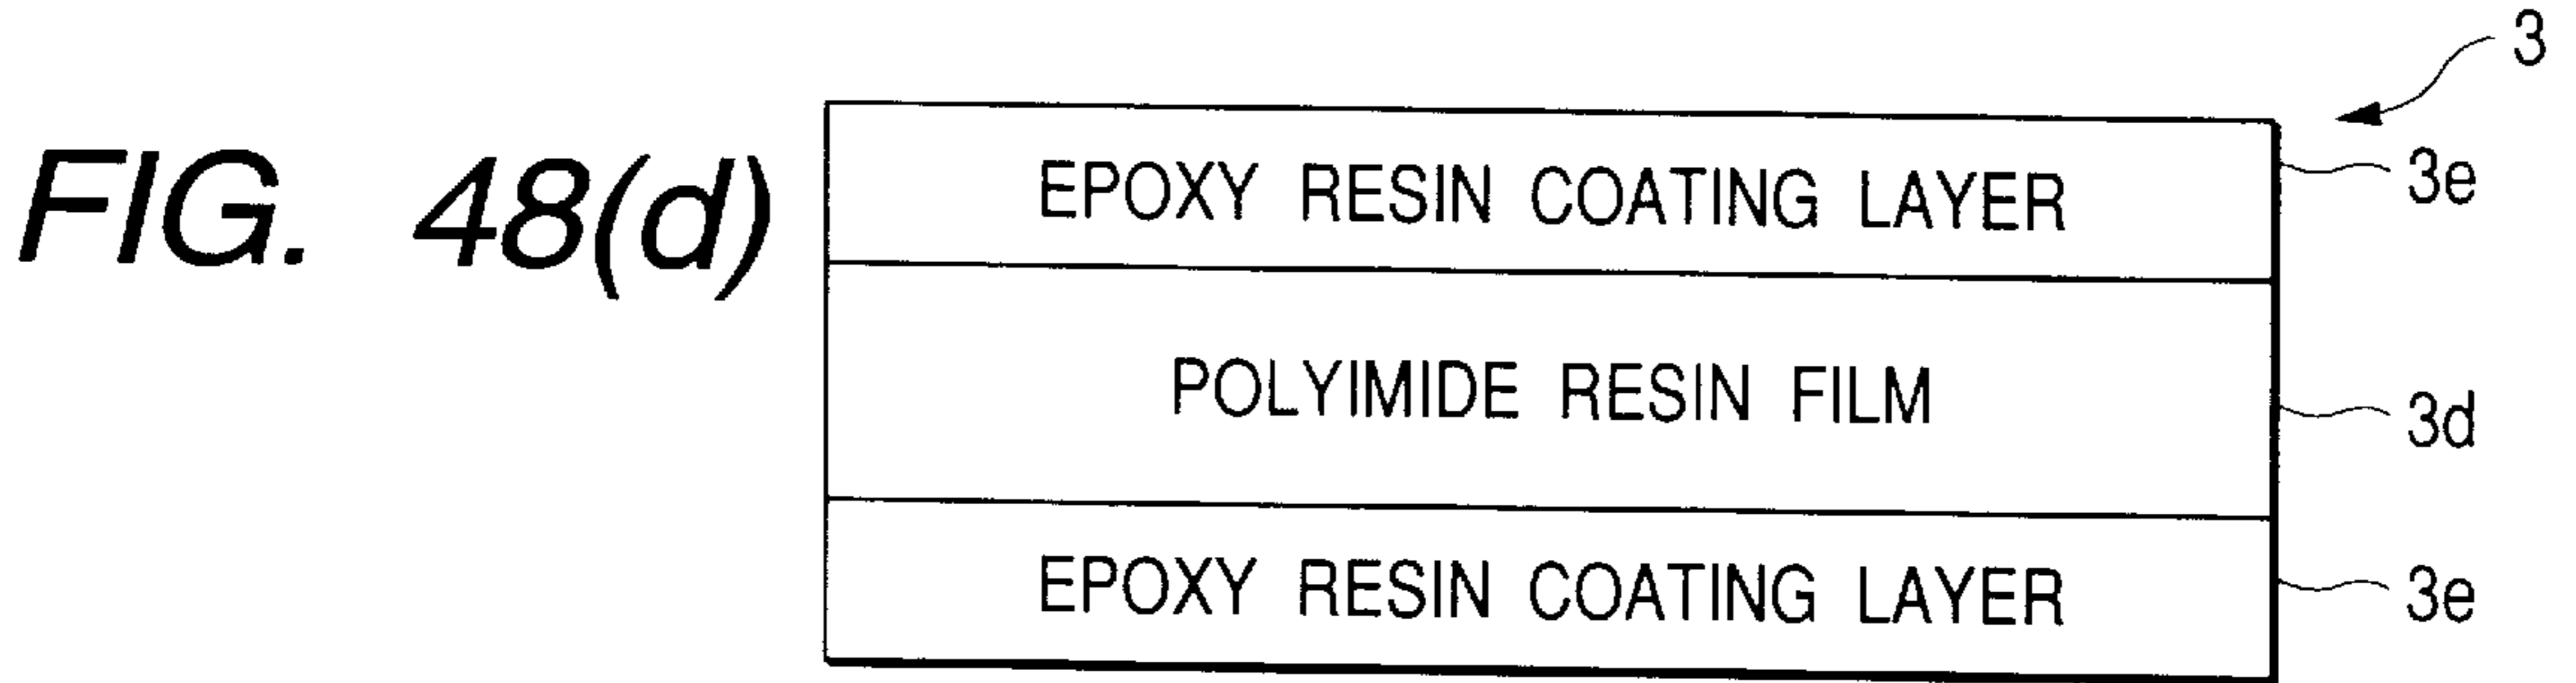 3
FIG. 48(d)
EPOXY RESIN COATING LAYER
3e
POLYIMIDE RESIN FILM
3d
EPOXY RESIN COATING LAYER
3e